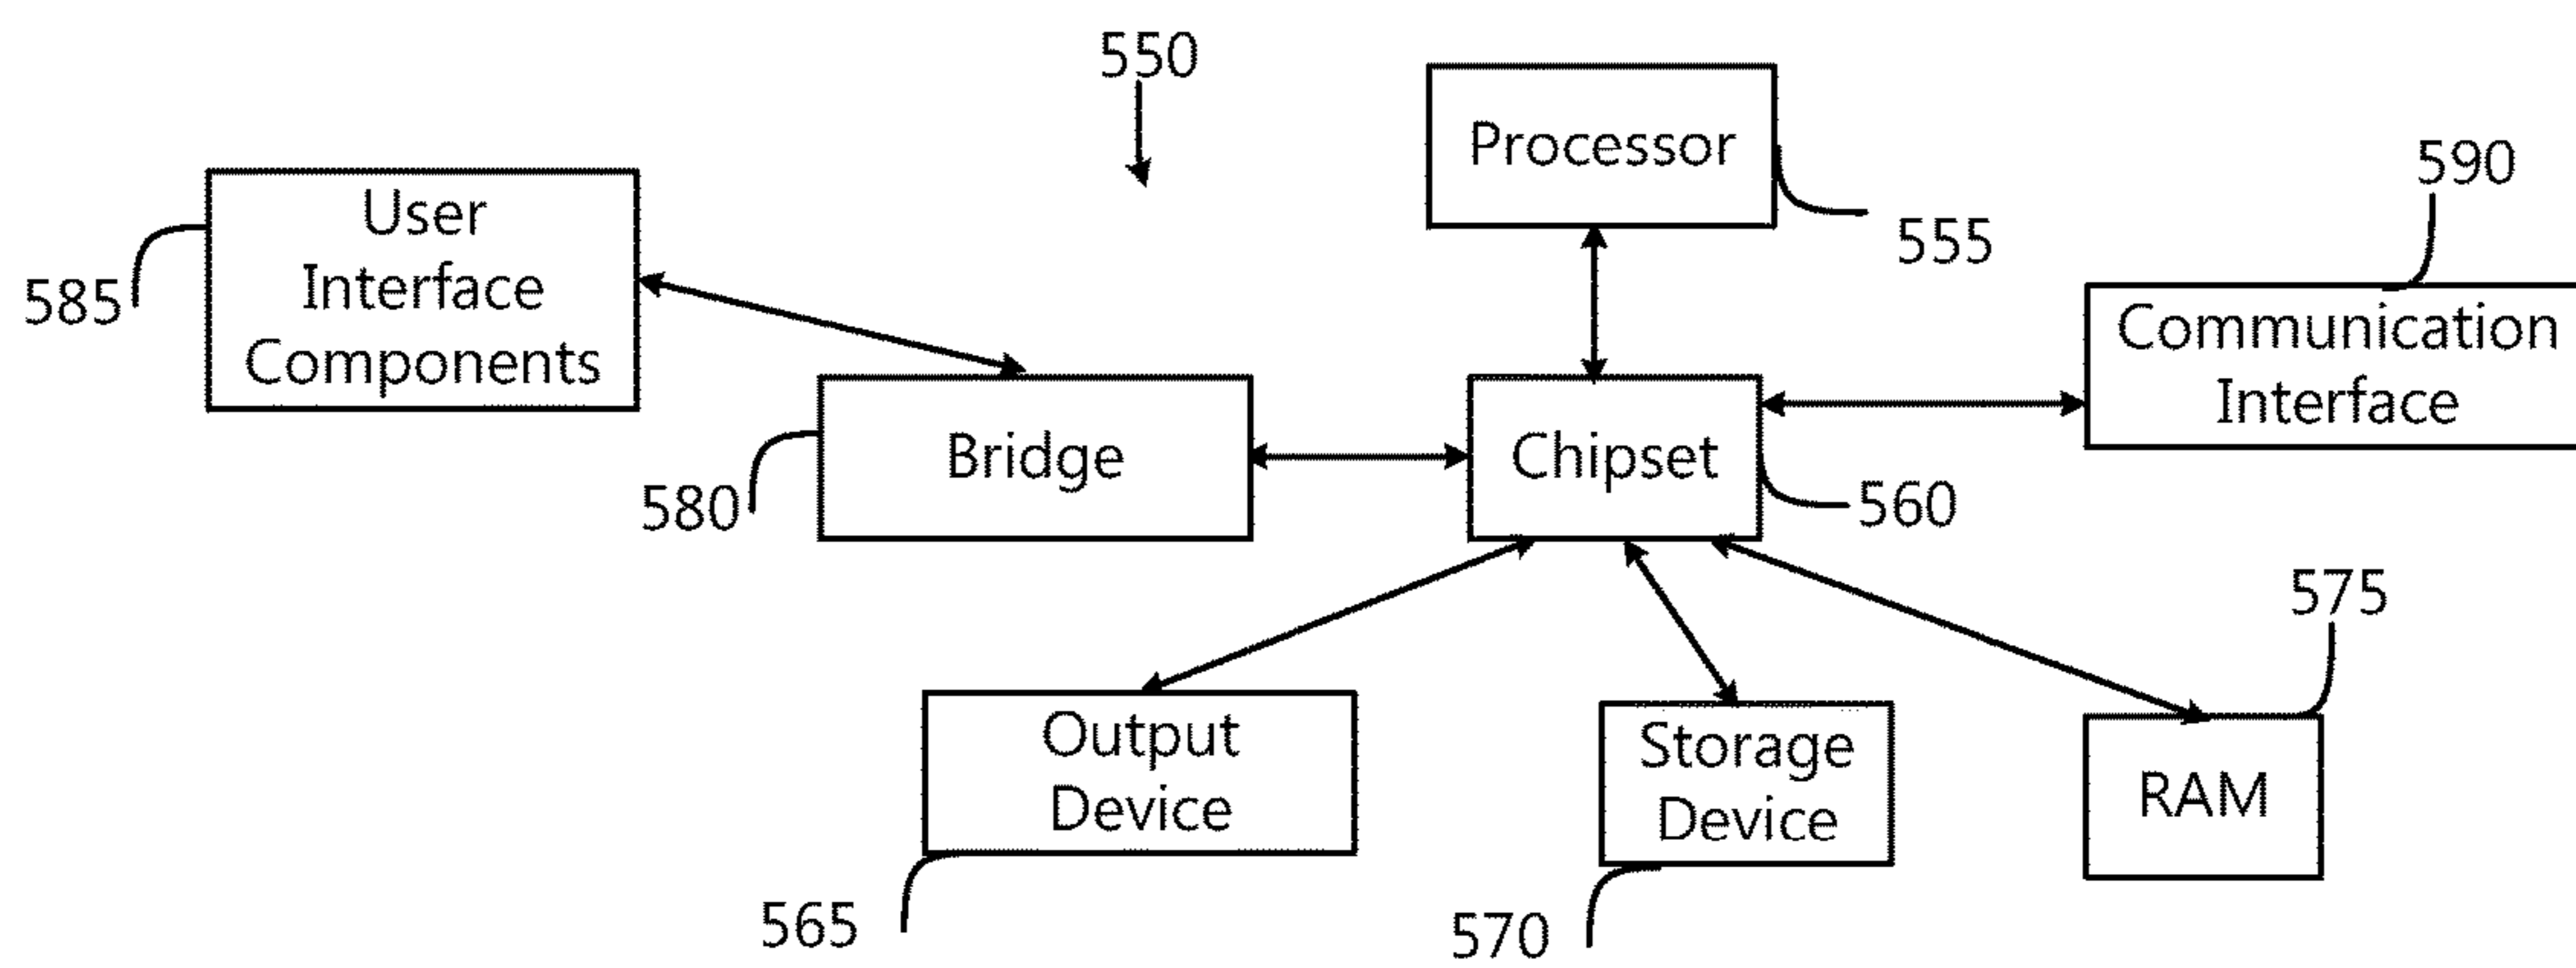 550
Processor
555
590
User
Interface
Components
585
Communication
Interface
Bridge
580
Chipset
560
575
Output
Device
565
Storage
Device
570
RAM